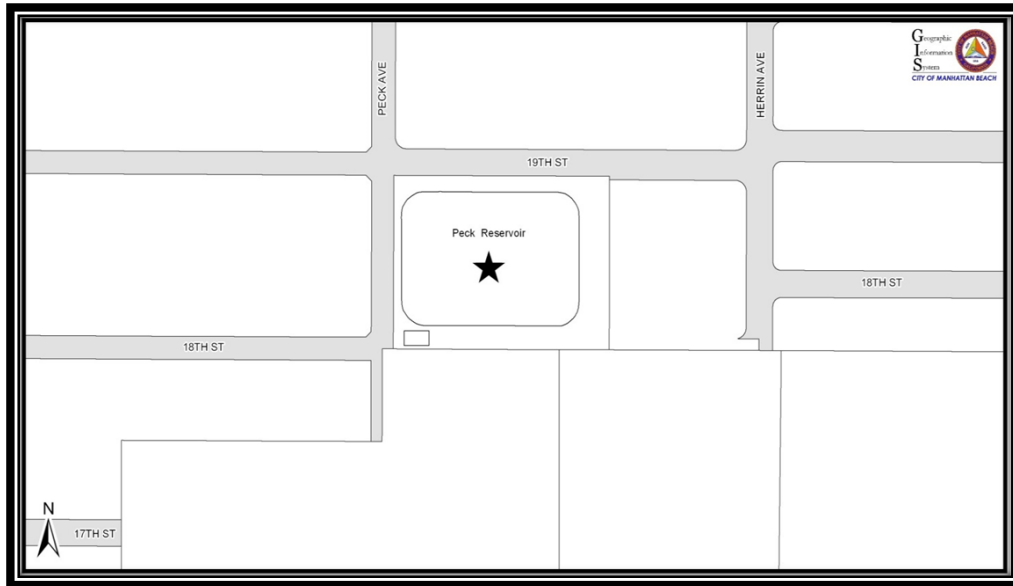 Geographic
Information
System
CITY OF MANHATTAN BEACH
PECK AVE
HERRIN AVE
19TH ST
Peck Reservoir
18TH ST
18TH ST
N
17TH ST